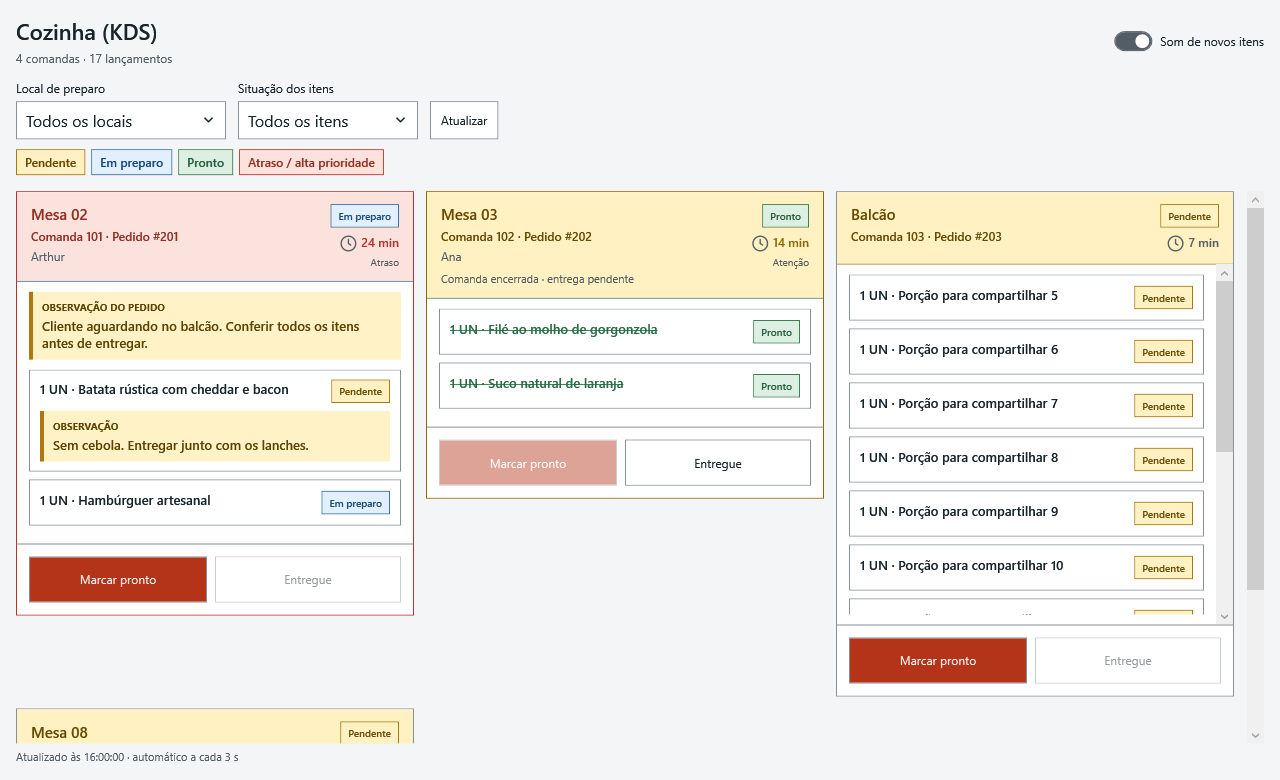 Cozinha (KDS)
4 comandas · 17 lançamentos
Som de novos itens
Local de preparo
Situação dos itens
Todos os locais
Todos os itens
Atualizar
Pendente
Em preparo
Pronto
Atraso / alta prioridade
Mesa 02
Em preparo
Comanda 101 · Pedido #201
24 min
Arthur
Atraso
OBSERVAÇÃO DO PEDIDO
Cliente aguardando no balcão. Conferir todos os itens
antes de entregar.
1 UN · Batata rústica com cheddar e bacon
Pendente
OBSERVAÇÃO
Sem cebola. Entregar junto com os lanches.
1 UN · Hambúrguer artesanal
Em preparo
Marcar pronto
Entregue
Mesa 03
Pronto
Comanda 102 · Pedido #202
14 min
Ana
Atenção
Comanda encerrada · entrega pendente
1 UN · Filé ao molho de gorgonzola
Pronto
1 UN · Suco natural de laranja
Pronto
Marcar pronto
Entregue
Balcão
Pendente
Comanda 103 · Pedido #203
7 min
1 UN · Porção para compartilhar 5
Pendente
1 UN · Porção para compartilhar 6
Pendente
1 UN · Porção para compartilhar 7
Pendente
1 UN · Porção para compartilhar 8
Pendente
1 UN · Porção para compartilhar 9
Pendente
1 UN · Porção para compartilhar 10
Pendente
Marcar pronto
Entregue
Mesa 08
Pendente
Atualizado às 16:00:00 · automático a cada 3 s